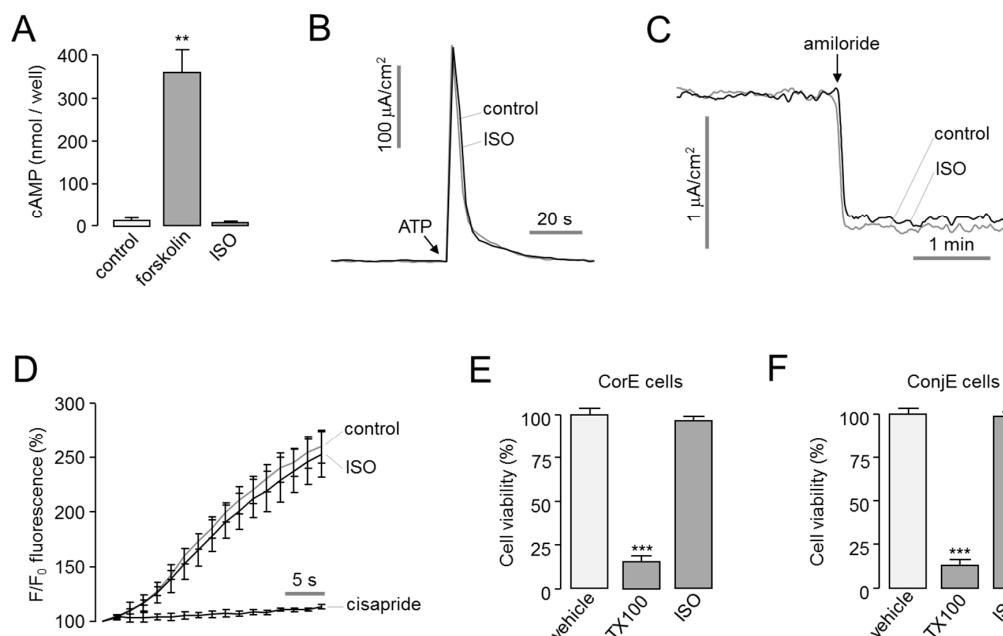 A
cAMP (nmol / well)
400
**
300
200
100
0
control
forskolin
ISO
B
100 µA/cm²
control
ISO
ATP
20 s
C
amiloride
1 µA/cm²
control
ISO
1 min
D
F/F₀ fluorescence (%)
300
250
200
150
100
control
ISO
5 s
cisapride
E
CorE cells
Cell viability (%)
100
75
50
25
0
***
vehicle
TX100
ISO
F
ConjE cells
Cell viability (%)
100
75
50
25
0
***
vehicle
TX100